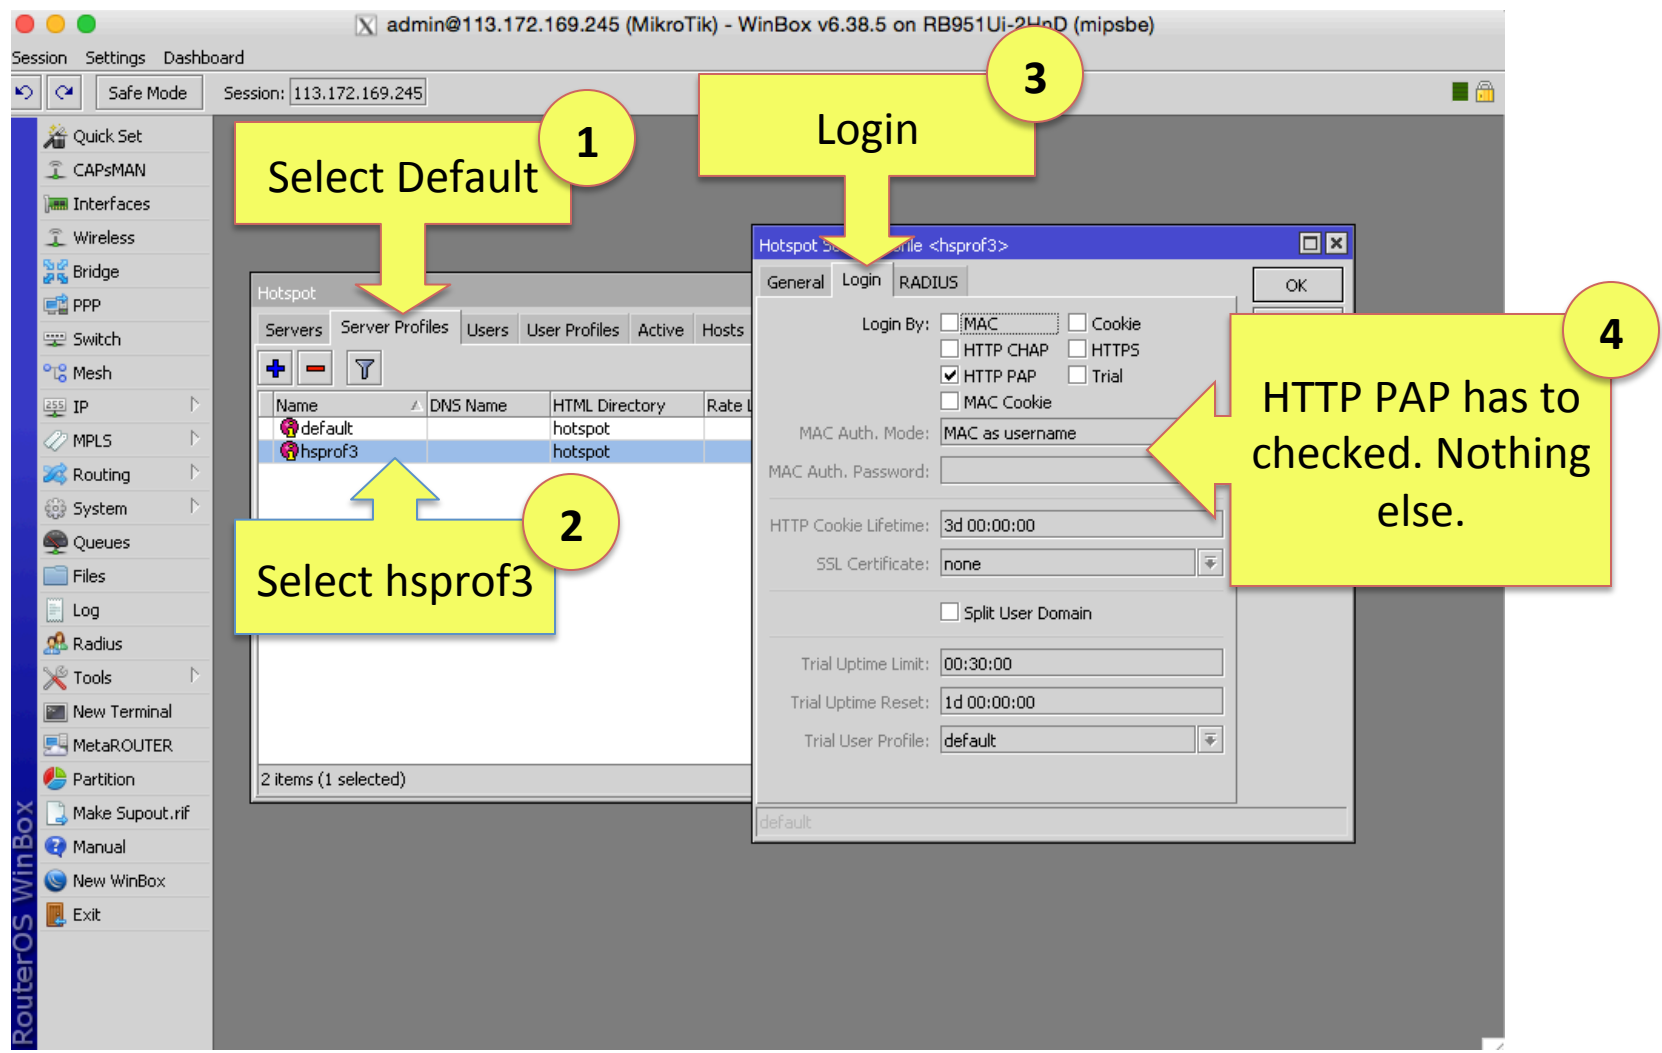 admin@113.172.169.245 (MikroTik) - WinBox v6.38.5 on RB951Ui-2HnD (mipsbe)
Session Settings Dashboard
Safe Mode Session: 113.172.169.245
Quick Set
CAPsMAN
Interfaces
Wireless
Bridge
PPP
Switch
Mesh
255 IP
MPLS
Routing
System
Queues
Files
Log
Radius
Tools
New Terminal
MetaROUTER
Partition
Make Supout.rif
Manual
New WinBox
Exit
RouterOS WinBox
1
Select Default
2
Select hsprof3
3
Login
4
HTTP PAP has to
checked. Nothing
else.
Hotspot
Servers Server Profiles Users User Profiles Active Hosts
Name DNS Name HTML Directory Rate L
default hotspot
hsprof3 hotspot
2 items (1 selected)
Hotspot <hsprof3>
General Login RADIUS
OK
Login By: MAC Cookie
HTTP CHAP HTTPS
HTTP PAP Trial
MAC Cookie
MAC Auth. Mode: MAC as username
MAC Auth. Password:
HTTP Cookie Lifetime: 3d 00:00:00
SSL Certificate: none
Split User Domain
Trial Uptime Limit: 00:30:00
Trial Uptime Reset: 1d 00:00:00
Trial User Profile: default
default